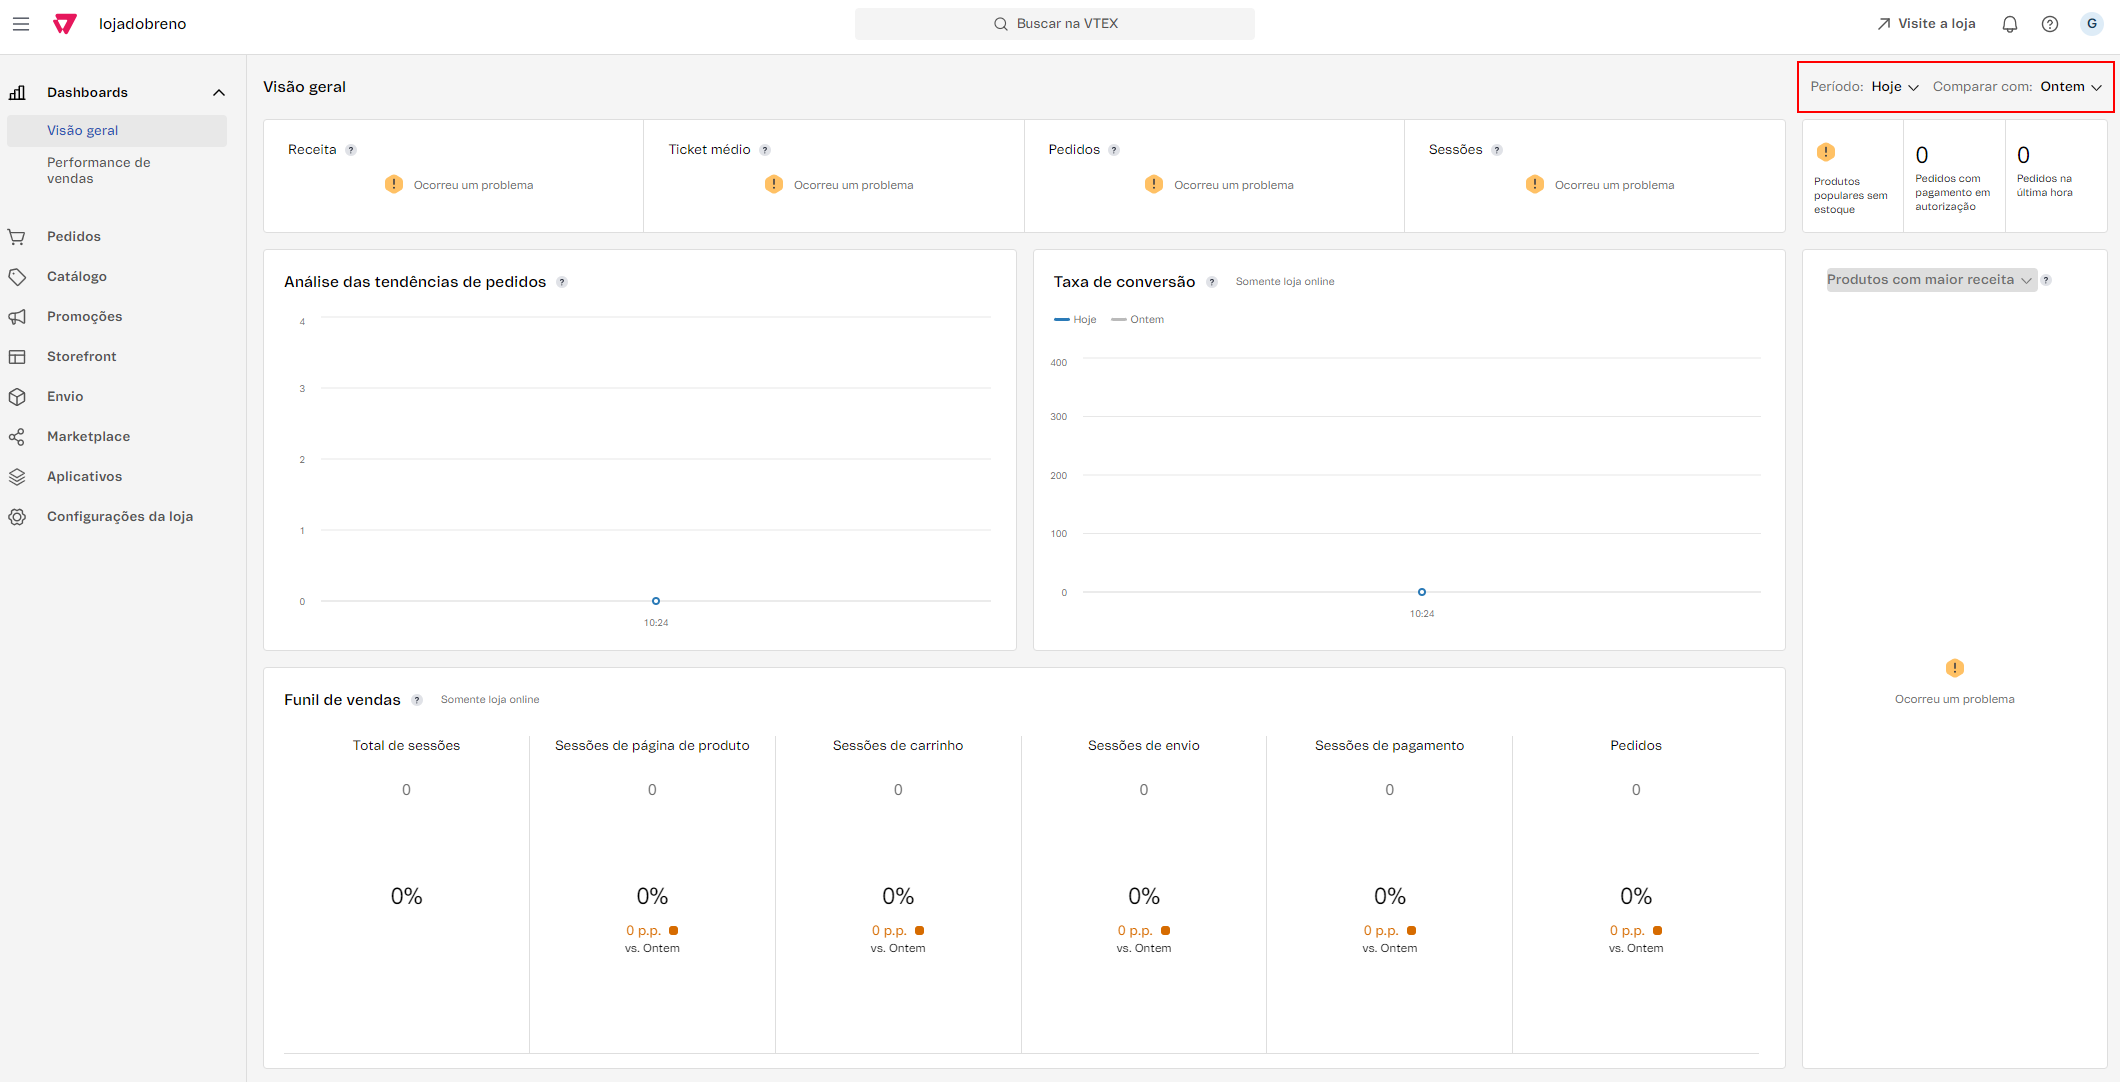 lojadobreno
Buscar na VTEX
Visite a loja
G
Dashboards
Visão geral
Performance de
vendas
Pedidos
Catálogo
Promoções
Storefront
Envio
Marketplace
Aplicativos
Configurações da loja
Visão geral
Período: Hoje
Comparar com: Ontem
Receita ?
! Ocorreu um problema
Ticket médio ?
! Ocorreu um problema
Pedidos ?
! Ocorreu um problema
Sessões ?
! Ocorreu um problema
!
Produtos
populares sem
estoque
0
Pedidos com
pagamento em
autorização
0
Pedidos na
última hora
Análise das tendências de pedidos ?
4
3
2
1
0
10:24
Taxa de conversão ? Somente loja online
Hoje Ontem
400
300
200
100
0
10:24
Produtos com maior receita ?
!
Ocorreu um problema
Funil de vendas ? Somente loja online
Total de sessões
0
0%
Sessões de página de produto
0
0%
0 p.p.
vs. Ontem
Sessões de carrinho
0
0%
0 p.p.
vs. Ontem
Sessões de envio
0
0%
0 p.p.
vs. Ontem
Sessões de pagamento
0
0%
0 p.p.
vs. Ontem
Pedidos
0
0%
0 p.p.
vs. Ontem